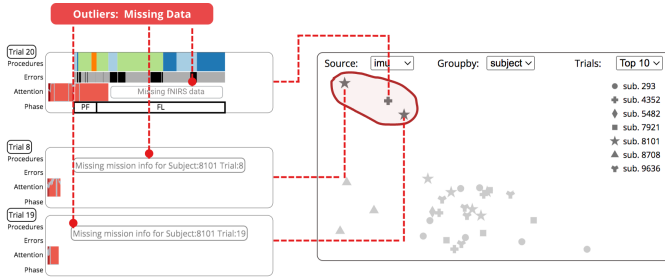 Outliers: Missing Data
Trial 20
Procedures
Errors
Attention
Missing fNIRS data
Phase
PF
FL
Trial 8
Procedures
Missing mission info for Subject:8101 Trial:8
Errors
Attention
Phase
Trial 19
Procedures
Missing mission info for Subject:8101 Trial:19
Errors
Attention
Phase
Source: imu Groupby: subject Trials: Top 10
sub. 293
sub. 4352
sub. 5482
sub. 7921
sub. 8101
sub. 8708
sub. 9636